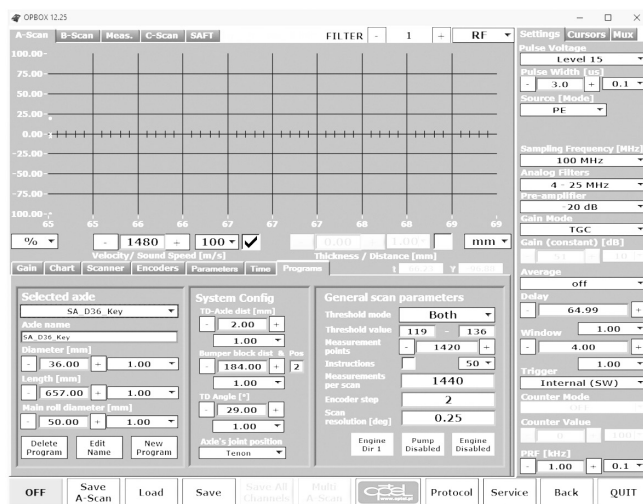 OPBOX 12.25
A-Scan B-Scan Meas. C-Scan SAFT FILTER - 1 + RF
Settings Cursors Mux
Pulse Voltage
Level 15
Pulse Width [us]
- 3.0 + 0.1
Source [Mode]
PE
Sampling Frequency [MHz]
100 MHz
Analog Filters
4 - 25 MHz
Pre-amplifier
-20 dB
Gain Mode
TGC
Gain (constant) [dB]
- 51 + 10
Average
off
Delay
- 64.99 +
1.00
Window
- 4.00 +
1.00
Trigger
Internal (SW)
Counter Mode
OFF
Counter Value
- 0 + 100
PRF [kHz]
- 1.00 + 0.1
100.00
75.00
50.00
25.00
0.00
-25.00
-50.00
-75.00
100.00
65 65 66 66 67 67 68 68 69 69
% - 1480 + 100 - 0.00 + 1.00 mm
Velocity/ Sound Speed [m/s] Thickness / Distance [mm]
Gain Chart Scanner Encoders Parameters Time Programs
Selected axle
SA_D36_Key
Axle name
SA_D36_Key
Diameter [mm]
- 36.00 + 1.00
Length [mm]
- 657.00 + 1.00
Main roll diameter [mm]
- 50.00 + 1.00
Delete Program
Edit Name
New Program
System Config
TD-Axle dist [mm]
- 2.00 +
1.00
Bumper block dist & Pos
- 184.00 + 2
1.00
TD Angle [°]
- 29.00 +
1.00
Axle's joint position
Tenon
General scan parameters
Threshold mode Both
Threshold value 119 - 136
Measurement points - 1420 +
Instructions 50
Measurements per scan 1440
Encoder step 2
Scan resolution [deg] 0.25
Engine Dir 1
Pump Disabled
Engine Disabled
OFF
Save A-Scan
Load
Save
Save All Channels
Multi A-Scan
opel
Protocol
Service
Back
QUIT